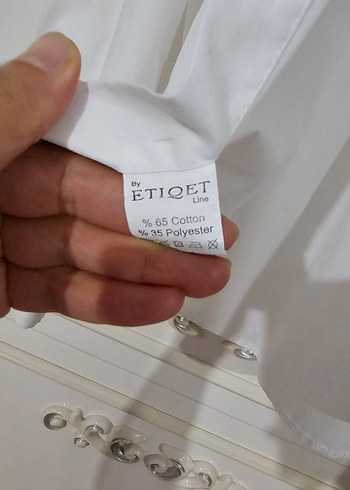 By
ETIQET
Line
% 65 Cotton
% 35 Polyester